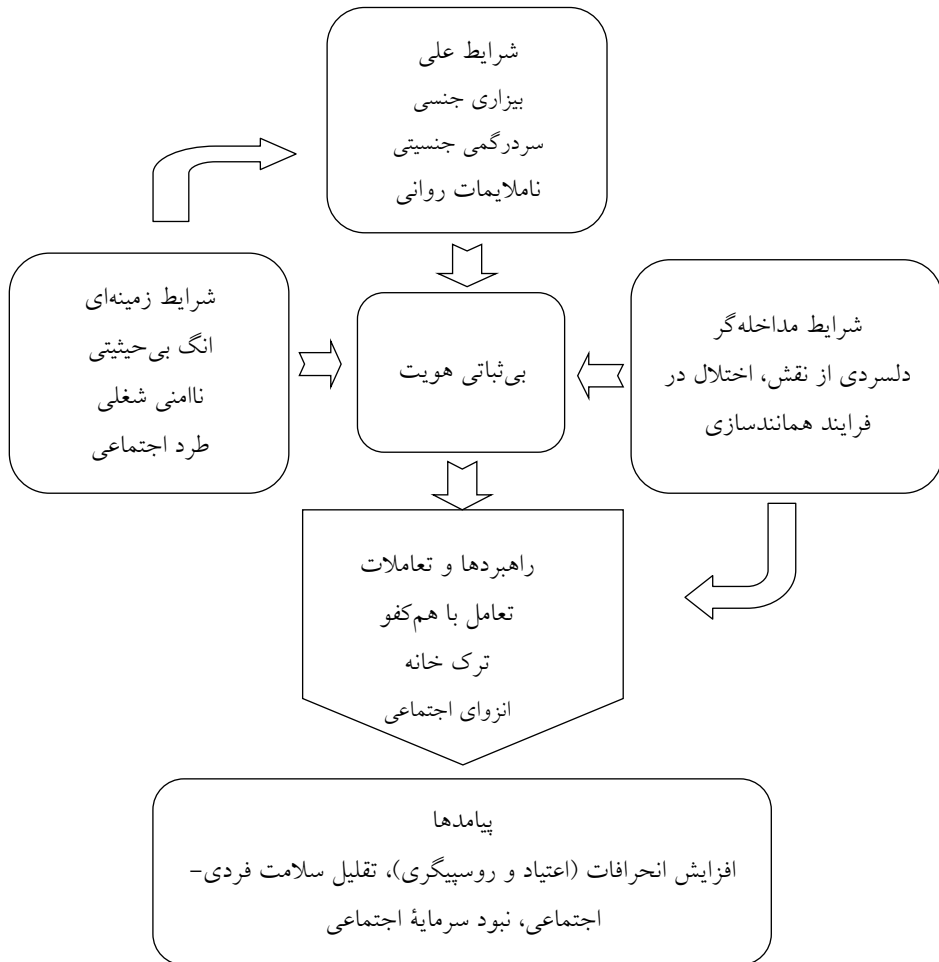 شرایط علی
بیزاری جنسی
سردرگمی جنسیتی
ناملایمات روانی
شرایط مداخله‌گر
دلسردی از نقش، اختلال در
فرایند همانندسازی
بی‌ثباتی هویت
شرایط زمینه‌ای
انگ بی‌حیثیتی
ناامنی شغلی
طرد اجتماعی
راهبردها و تعاملات
تعامل با هم‌کفو
ترک خانه
انزوای اجتماعی
پیامدها
افزایش انحرافات (اعتیاد و روسپیگری)، تقلیل سلامت فردی-
اجتماعی، نبود سرمایۀ اجتماعی